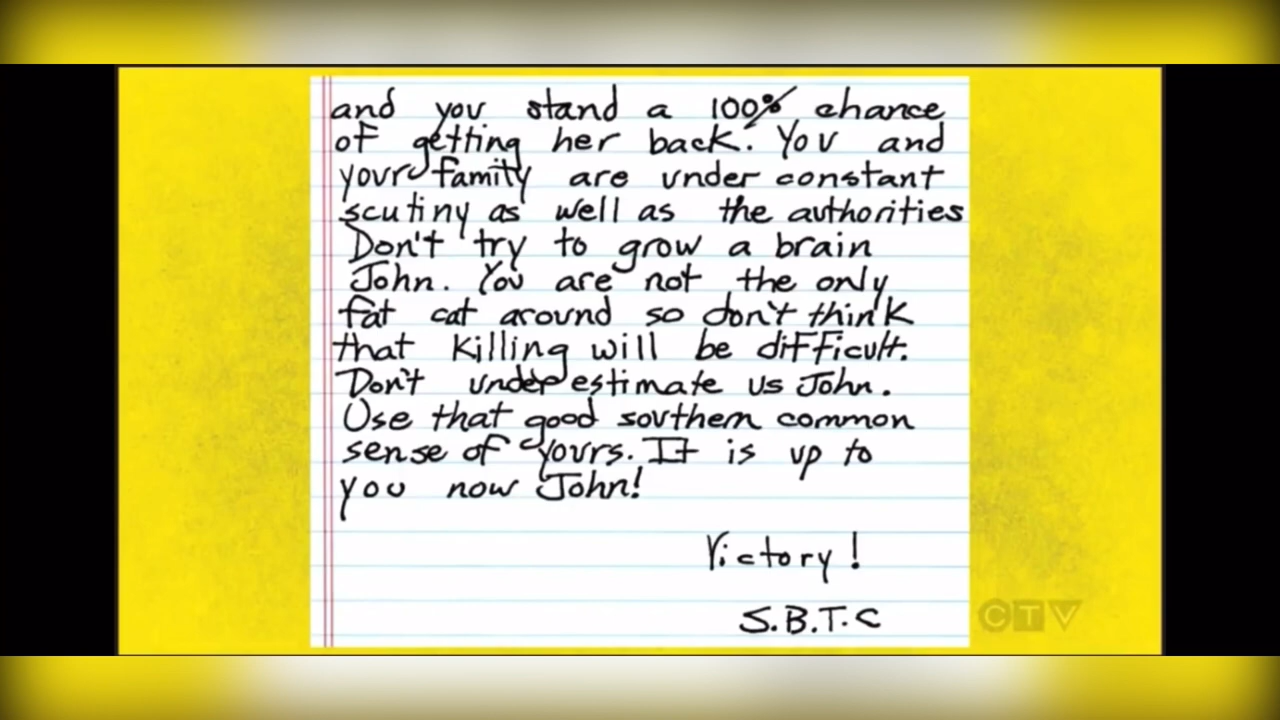 and you stand a 100% chance
of getting her back. You and
your family are under constant
scutiny as well as the authorities
Don't try to grow a brain
John. You are not the only
fat cat around so don't think
that killing will be difficult.
Don't underestimate us John.
Use that good southern common
sense of yours. It is up to
you now John!
Victory!
S.B.T.C
CTV